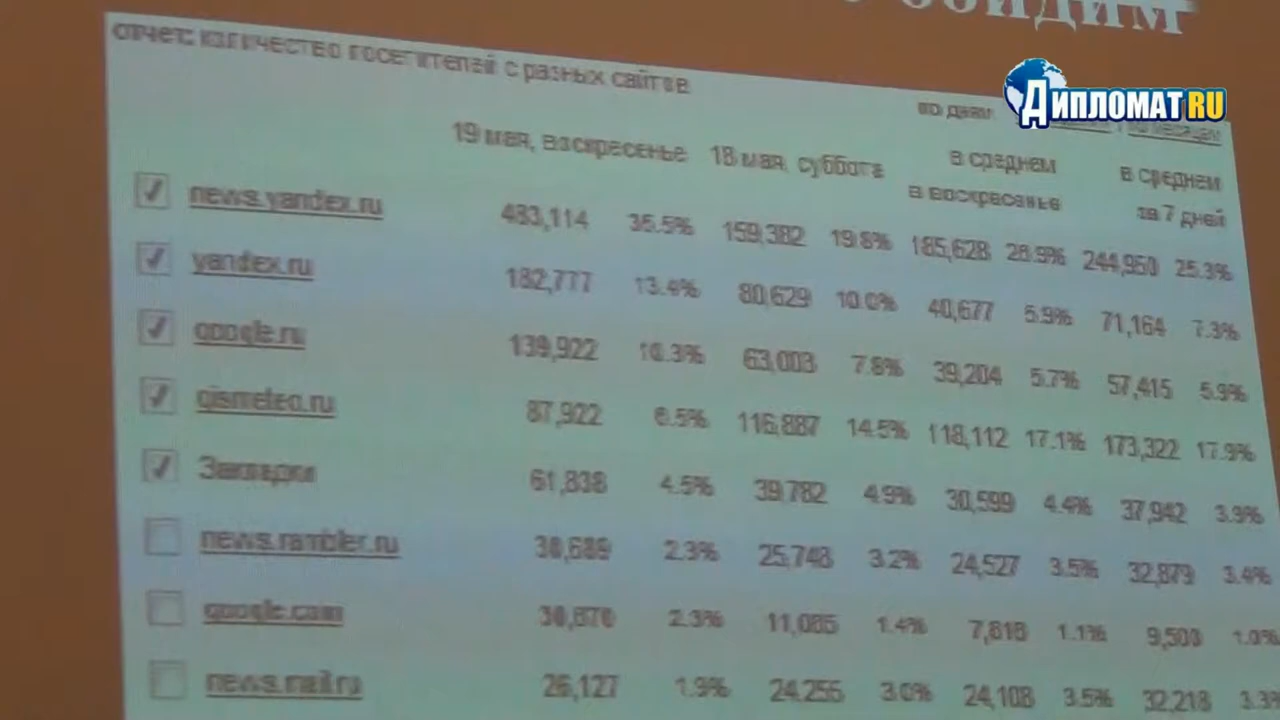 ДИПЛОМАТ RU
отчет: количество посетителей с разных сайтов
по дням
19 мая, воскресенье 18 мая, суббота в среднем в воскресенье в среднем за 7 дней
news.yandex.ru 483,114 35.5% 159,382 19.8% 185,628 26.9% 244,950 25.3%
yandex.ru 182,777 13.4% 80,629 10.0% 40,677 5.9% 71,164 7.3%
google.ru 139,922 10.3% 63,003 7.8% 39,204 5.7% 57,415 5.9%
gismeteo.ru 87,922 6.5% 116,887 14.5% 118,112 17.1% 173,322 17.9%
Закладки 61,838 4.5% 39,782 4.9% 30,599 4.4% 37,942 3.9%
news.rambler.ru 2.3% 25,748 3.2% 24,527 3.5% 32,879 3.4%
google.com 2.3% 11,085 1.4% 7,818 1.1% 9,500 1.0%
news.mail.ru 26,127 1.9% 24,255 3.0% 24,108 3.5% 32,218